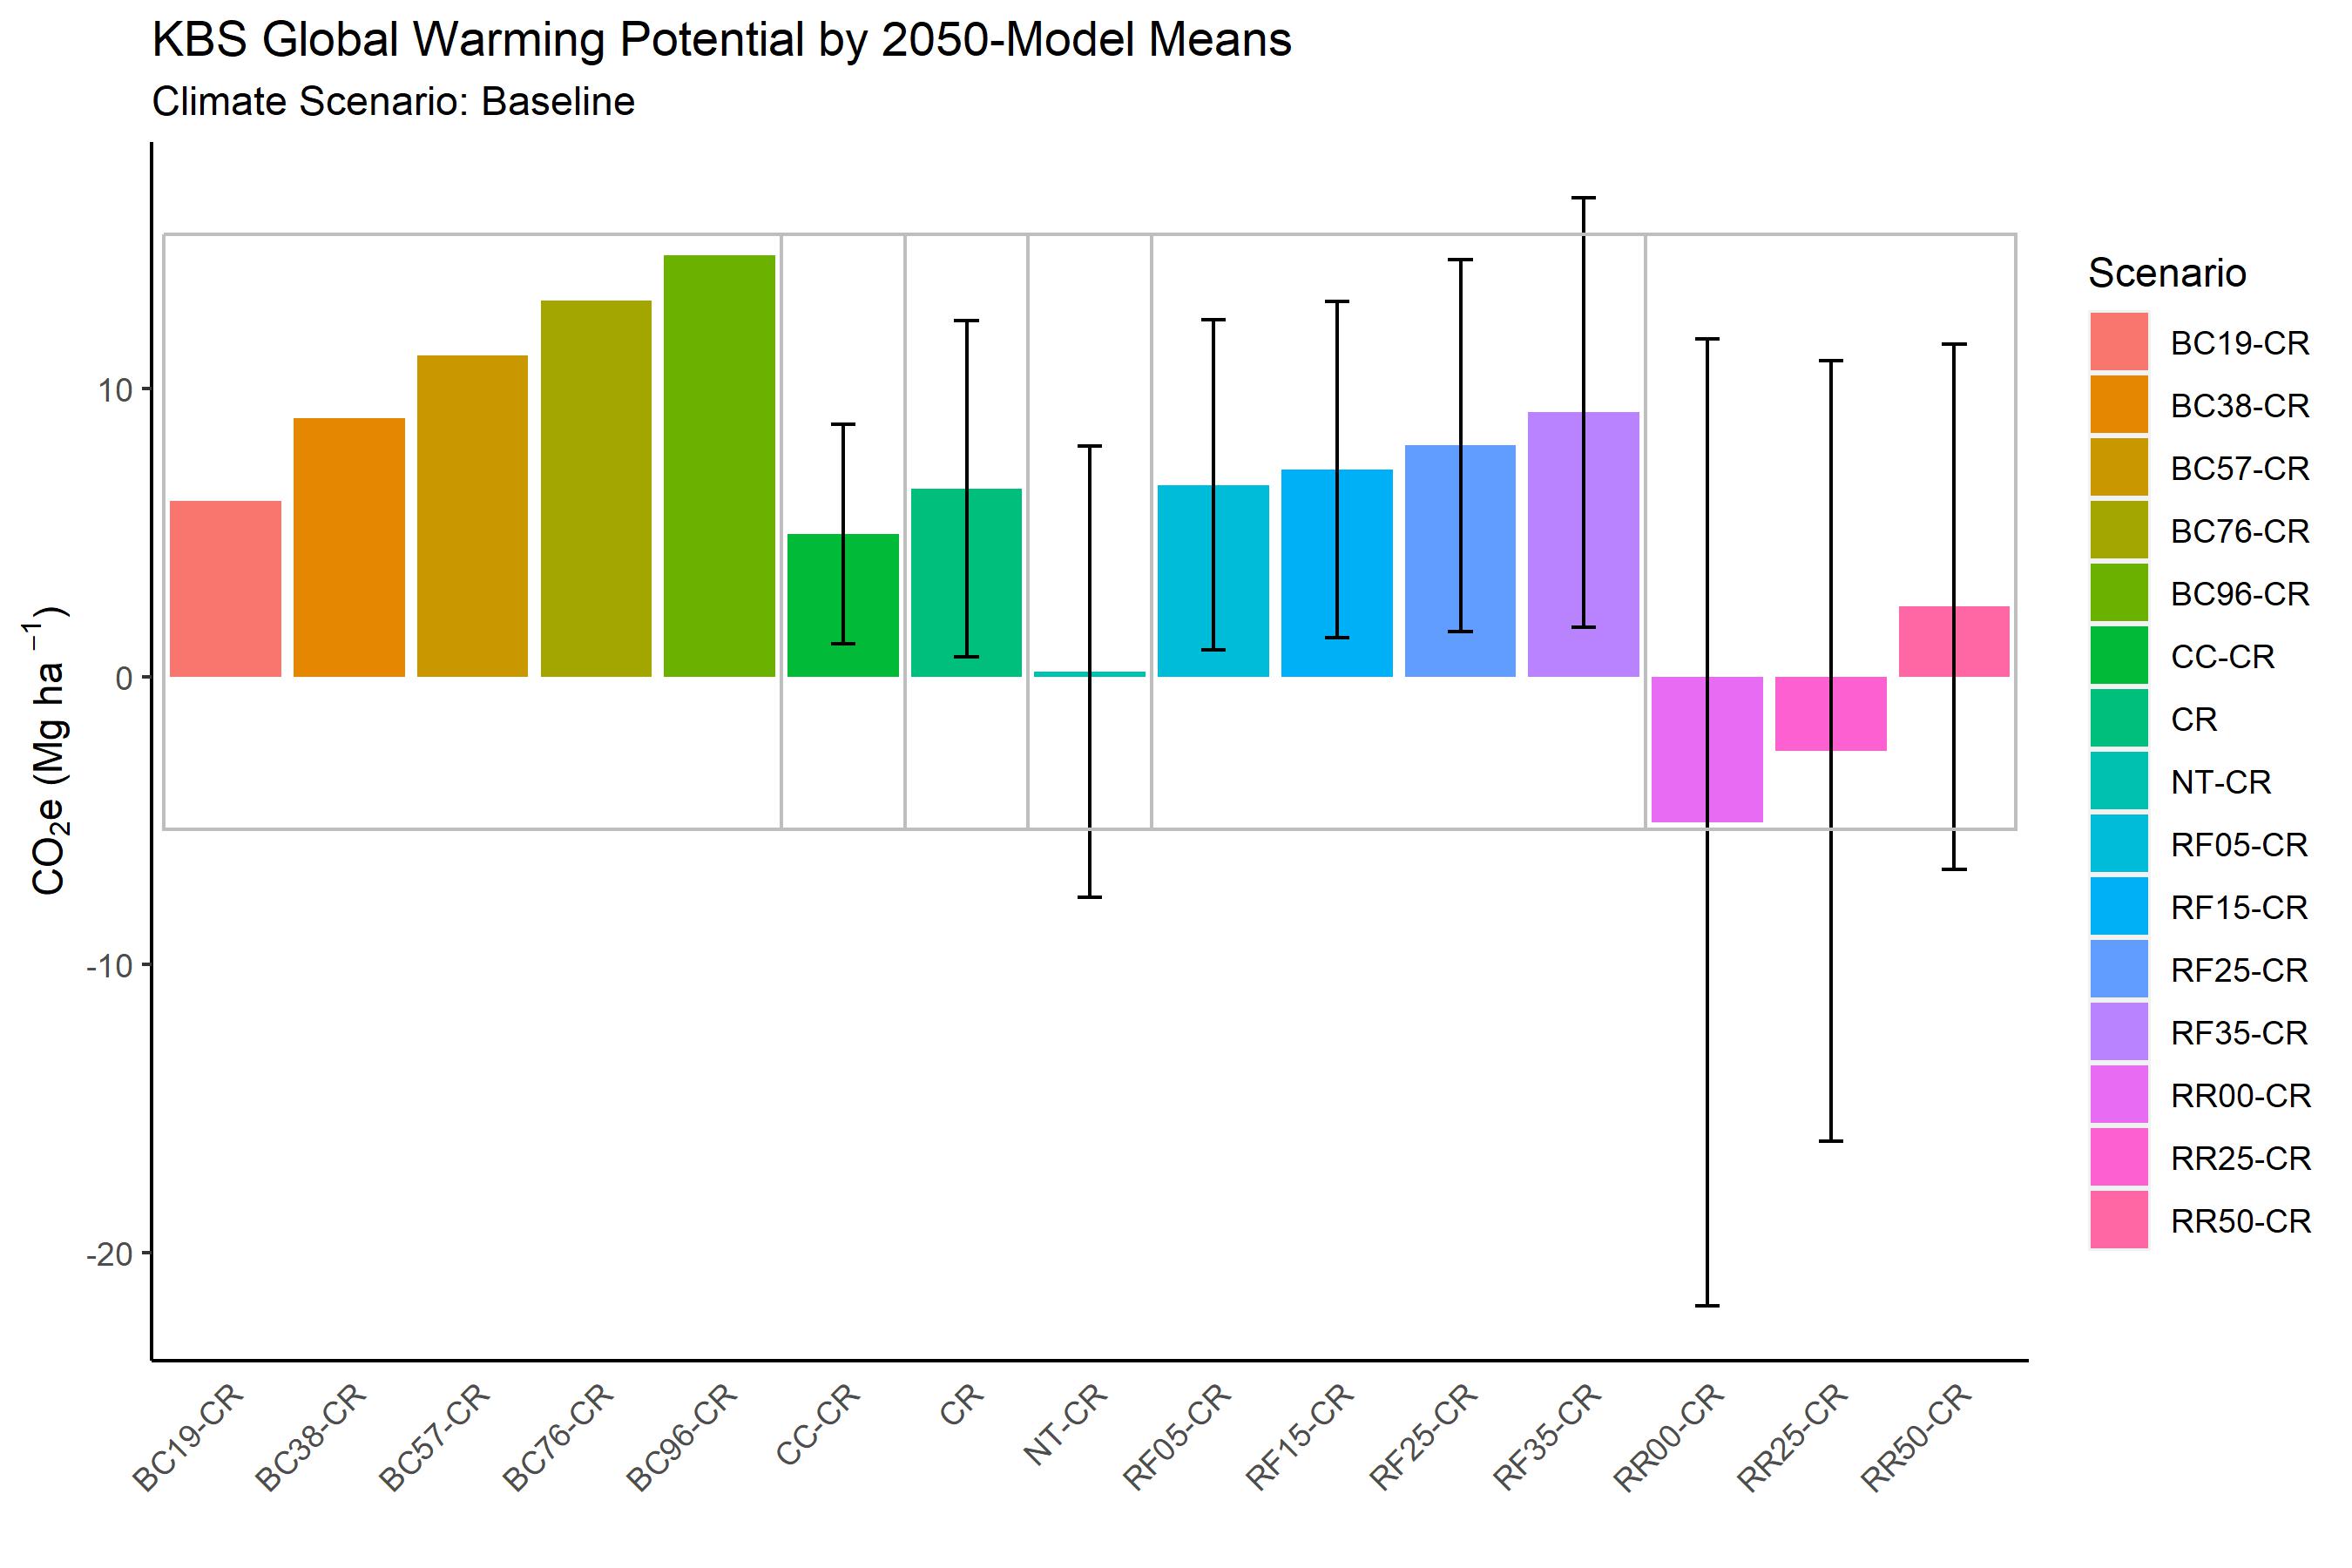 KBS Global Warming Potential by 2050-Model Means
Climate Scenario: Baseline
CO₂e (Mg ha ⁻¹)
10
0
-10
-20
BC19-CR
BC38-CR
BC57-CR
BC76-CR
BC96-CR
CC-CR
CR
NT-CR
RF05-CR
RF15-CR
RF25-CR
RF35-CR
RR00-CR
RR25-CR
RR50-CR
Scenario
BC19-CR
BC38-CR
BC57-CR
BC76-CR
BC96-CR
CC-CR
CR
NT-CR
RF05-CR
RF15-CR
RF25-CR
RF35-CR
RR00-CR
RR25-CR
RR50-CR